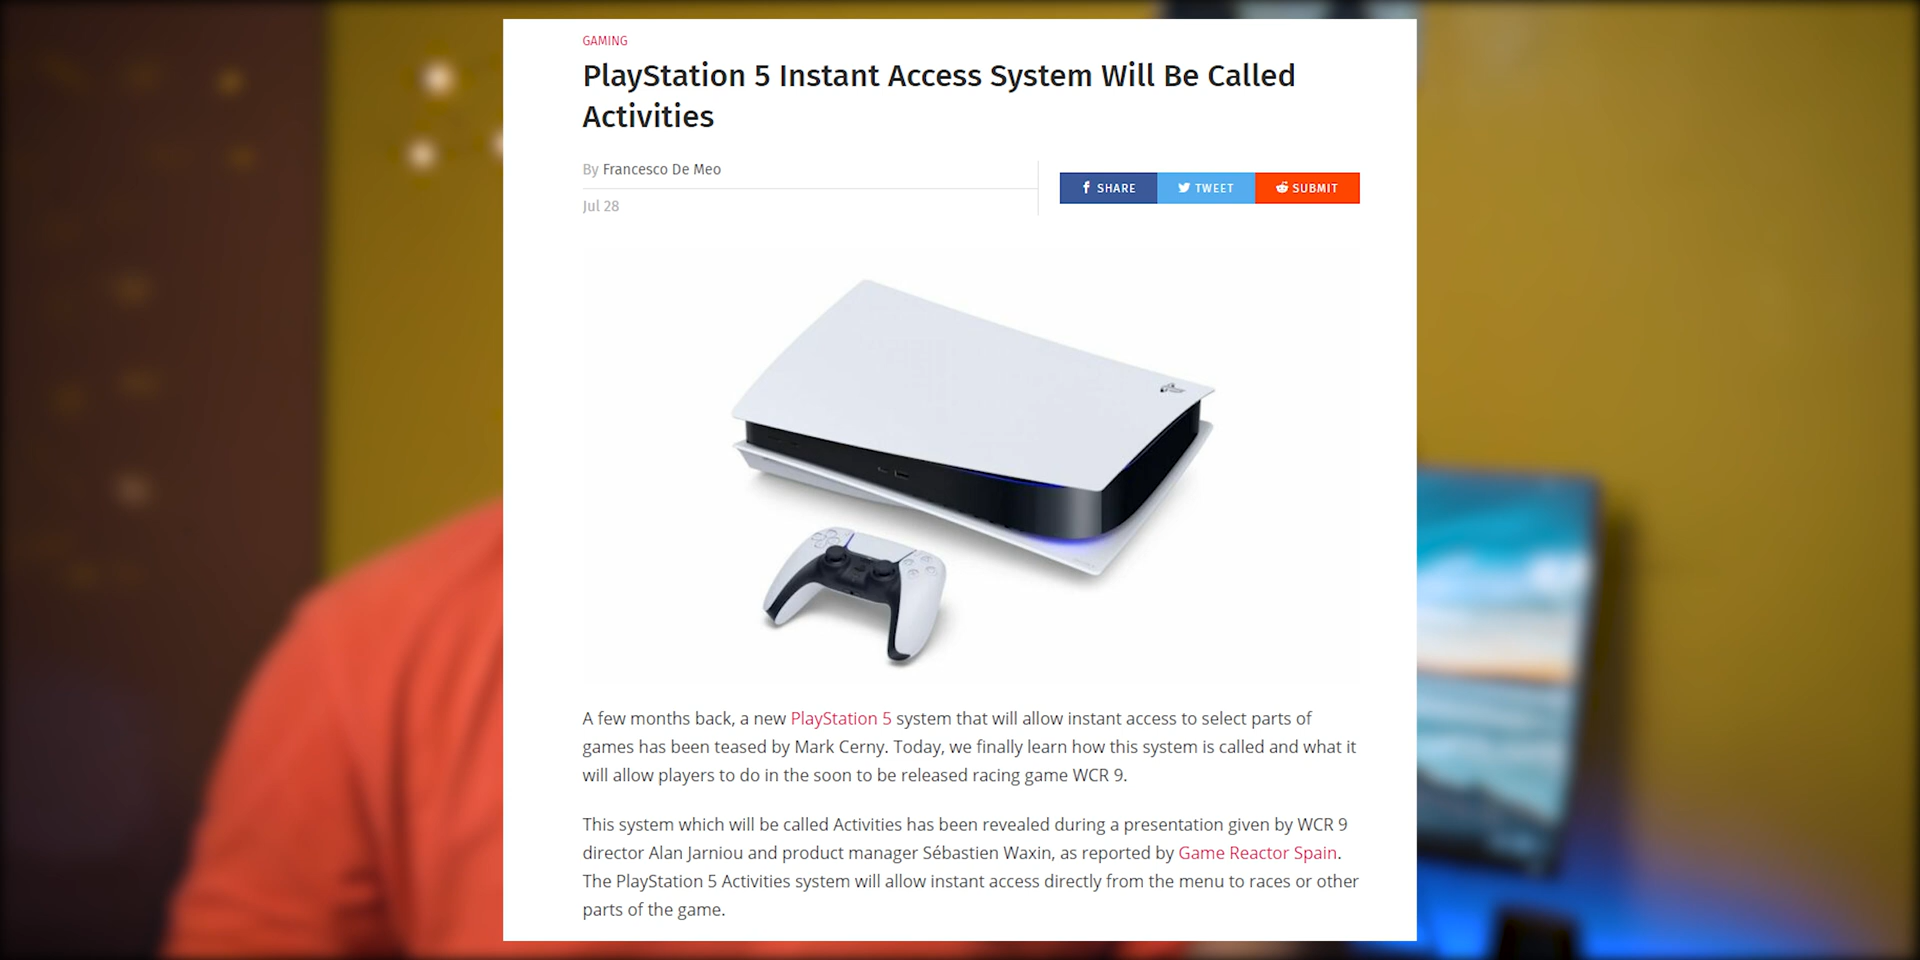 GAMING
PlayStation 5 Instant Access System Will Be Called
Activities
By Francesco De Meo
Jul 28
SHARE
TWEET
SUBMIT
A few months back, a new PlayStation 5 system that will allow instant access to select parts of
games has been teased by Mark Cerny. Today, we finally learn how this system is called and what it
will allow players to do in the soon to be released racing game WCR 9.
This system which will be called Activities has been revealed during a presentation given by WCR 9
director Alan Jarniou and product manager Sébastien Waxin, as reported by Game Reactor Spain.
The PlayStation 5 Activities system will allow instant access directly from the menu to races or other
parts of the game.